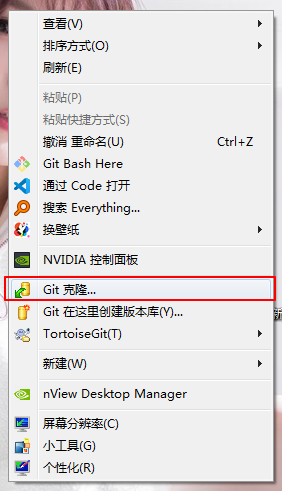 查看(V)
排序方式(O)
刷新(E)
粘贴(P)
粘贴快捷方式(S)
撤消 重命名(U) Ctrl+Z
Git Bash Here
通过 Code 打开
搜索 Everything...
换壁纸
NVIDIA 控制面板
Git 克隆...
Git 在这里创建版本库(Y)...
TortoiseGit(T)
新建(W)
nView Desktop Manager
屏幕分辨率(C)
小工具(G)
个性化(R)